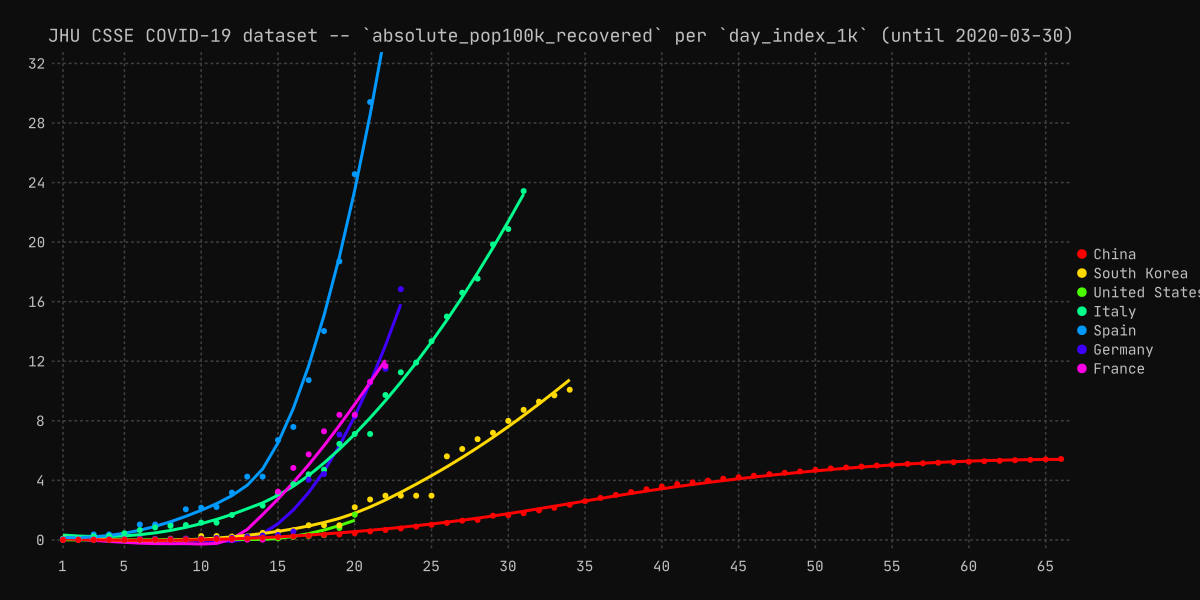 JHU CSSE COVID-19 dataset -- `absolute_pop100k_recovered` per `day_index_1k` (until 2020-03-30)
32
28
24
20
16
12
8
4
0
1 5 10 15 20 25 30 35 40 45 50 55 60 65
China
South Korea
United States
Italy
Spain
Germany
France